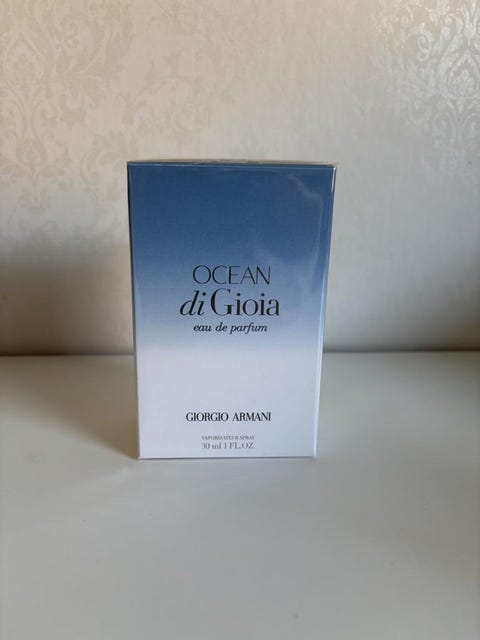 OCEAN
di Gioia
eau de parfum
GIORGIO ARMANI
VAPORISATEUR SPRAY
30 ml 1 FL. OZ.